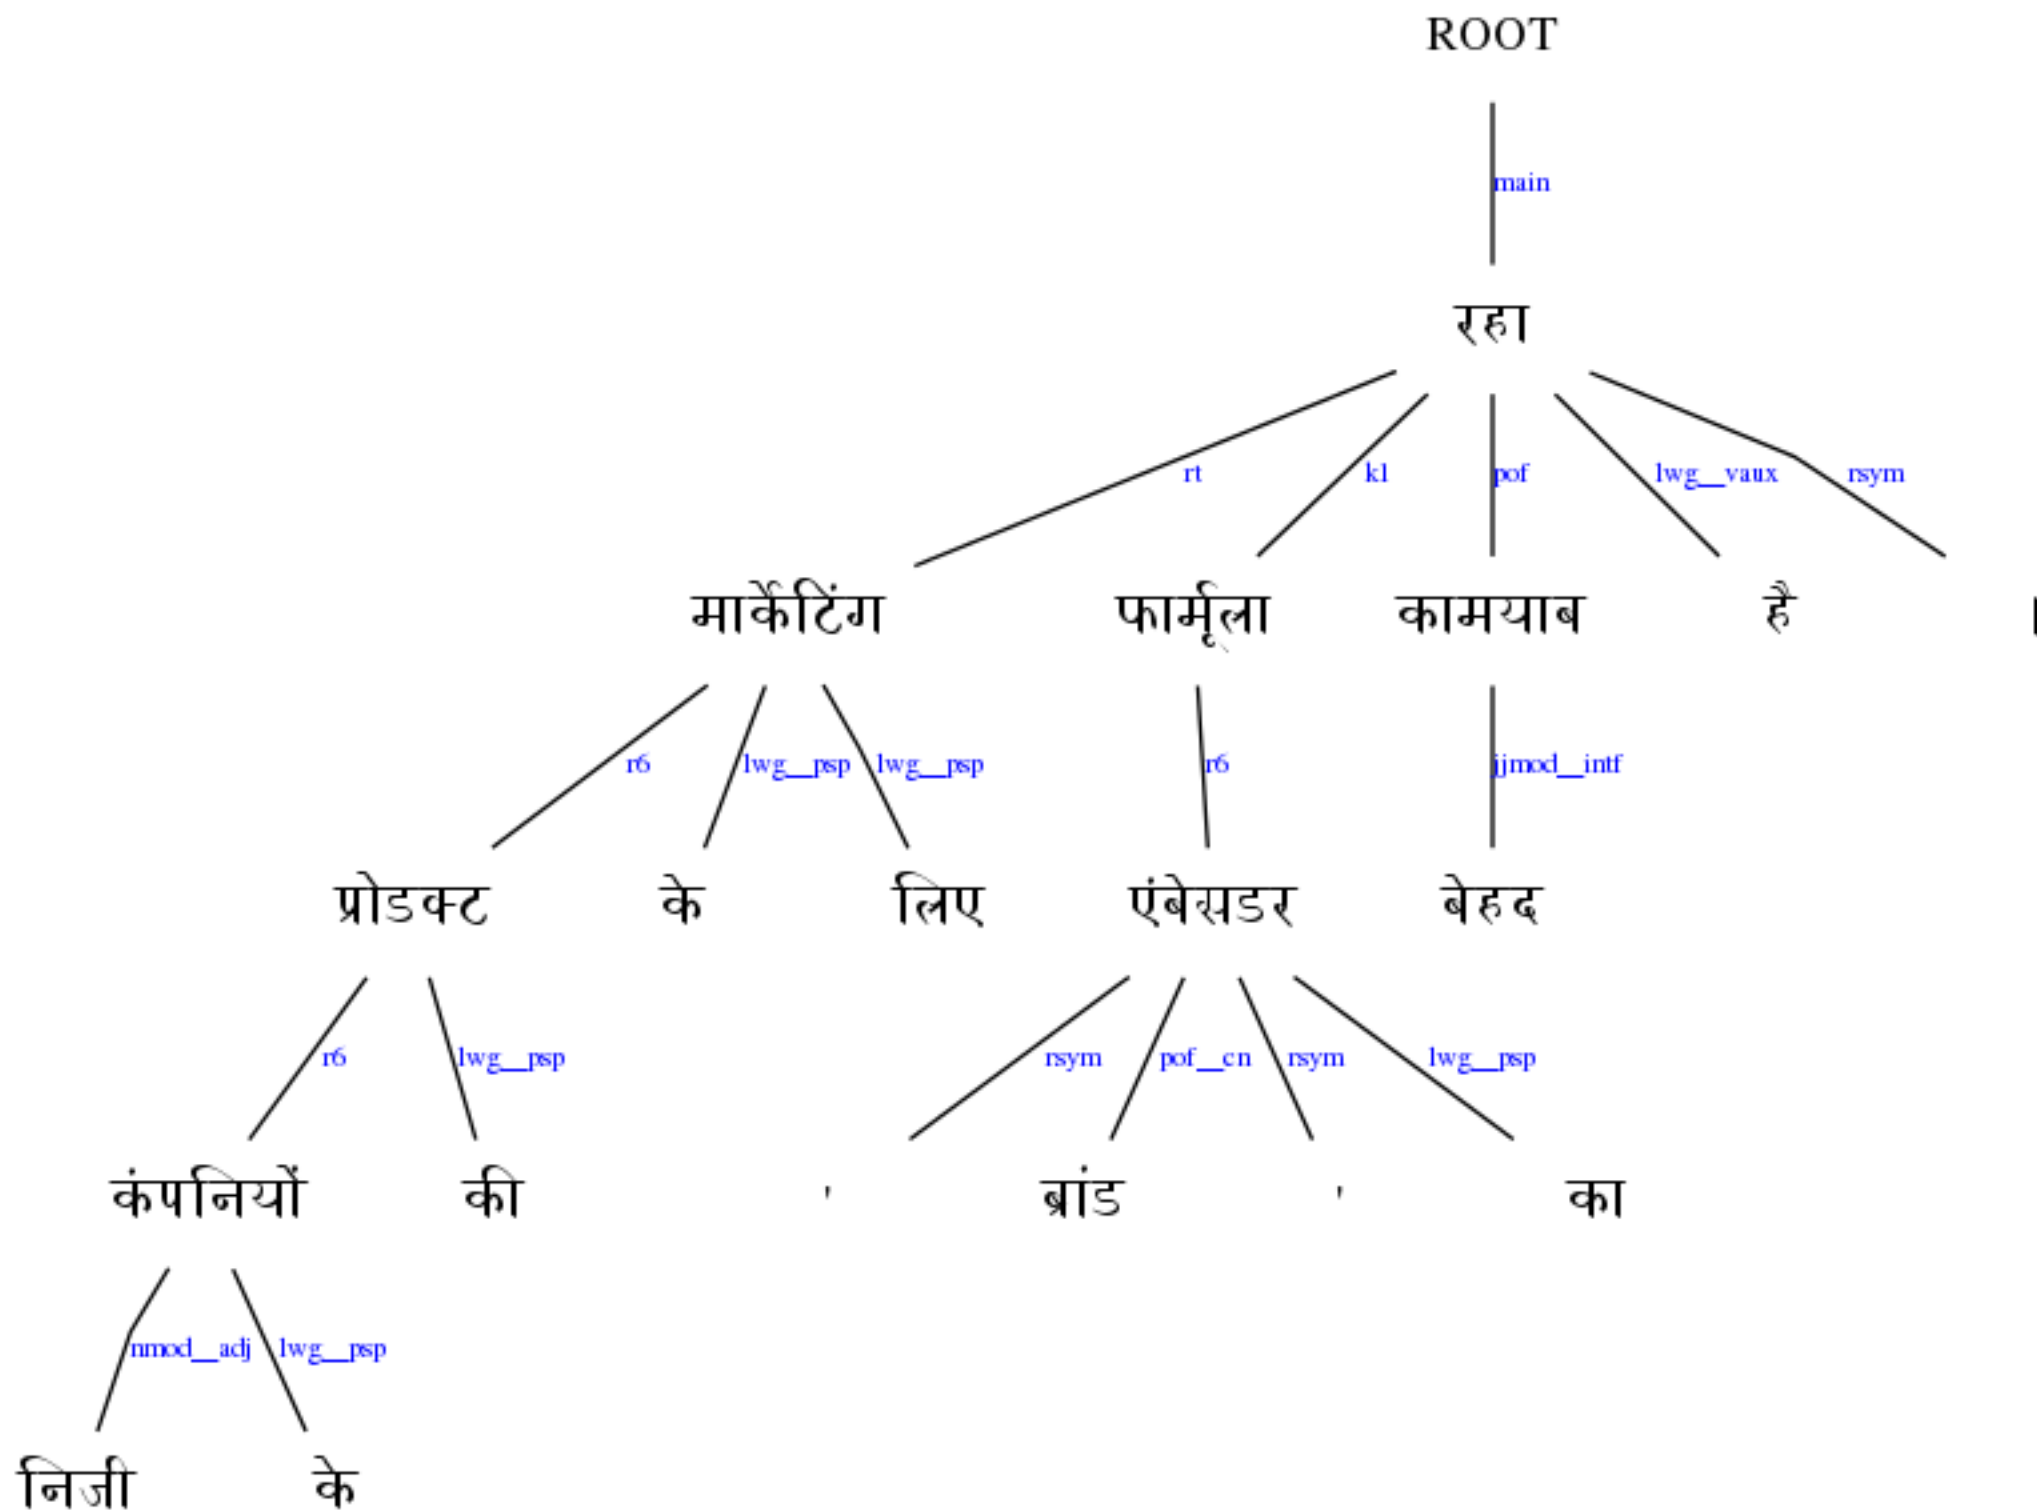 ROOT
main
रहा
rt k1 pof lwg__vaux rsym
मार्केटिंग फार्मूला कामयाब है ।
r6 lwg__psp lwg__psp r6 jjmod__intf
प्रोडक्ट के लिए एंबेसडर बेहद
r6 lwg__psp rsym pof__cn rsym lwg__psp
कंपनियों की ' ब्रांड ' का
nmod__adj lwg__psp
निजी के